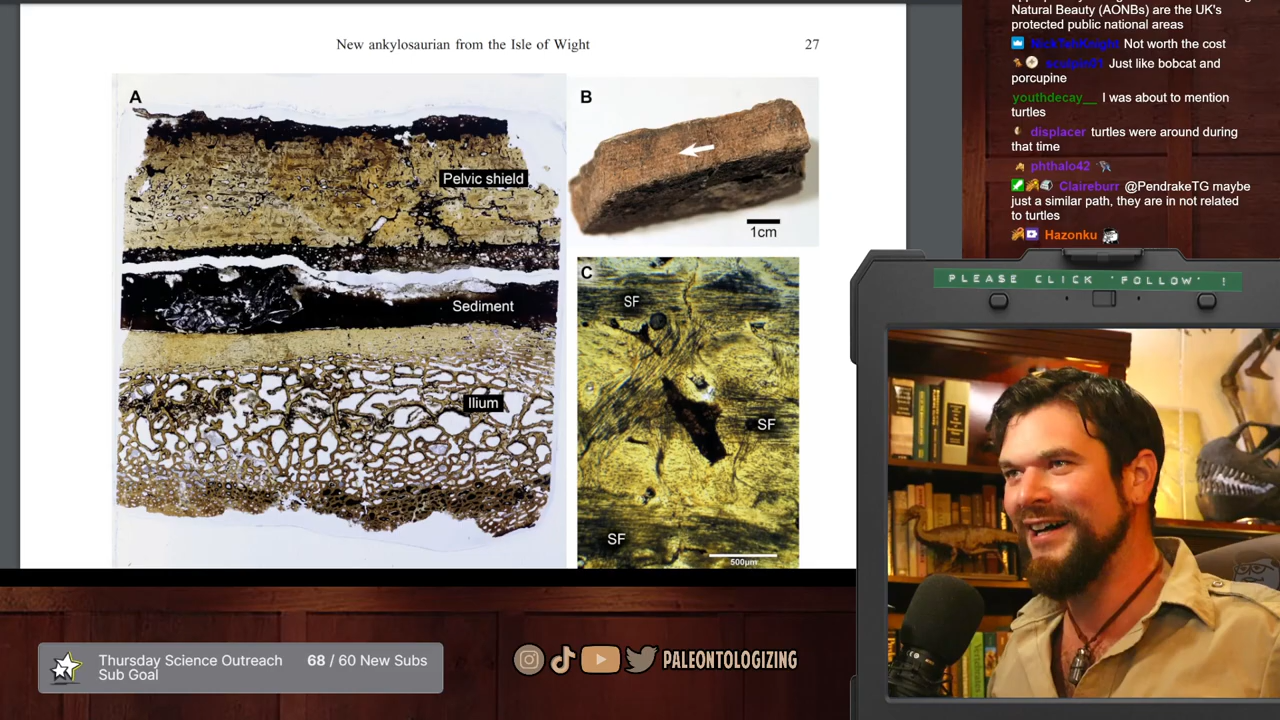 New ankylosaurian from the Isle of Wight
27
A
Pelvic shield
Sediment
Ilium
B
1cm
C
SF
SF
SF
500µm
Natural Beauty (AONBs) are the UK's
protected public national areas
Not worth the cost
sculpin01 Just like bobcat and
porcupine
youthdecay__ I was about to mention
turtles
displacer turtles were around during
that time
phthalo42
Claireburr @PendrakeTG maybe
just a similar path, they are in not related
to turtles
Hazonku
PLEASE CLICK 'FOLLOW' !
Thursday Science Outreach
Sub Goal
68 / 60 New Subs
PALEONTOLOGIZING